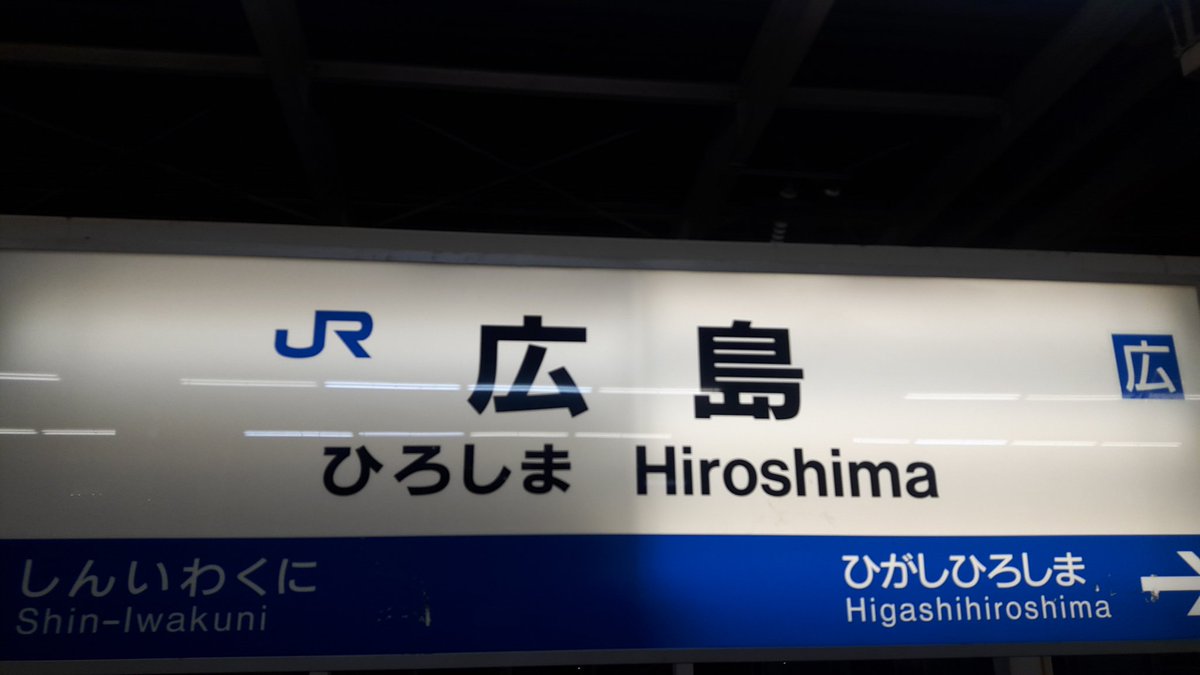 JR 広島 広
ひろしま Hiroshima
しんいわくに ひがしひろしま
Shin-Iwakuni Higashihiroshima